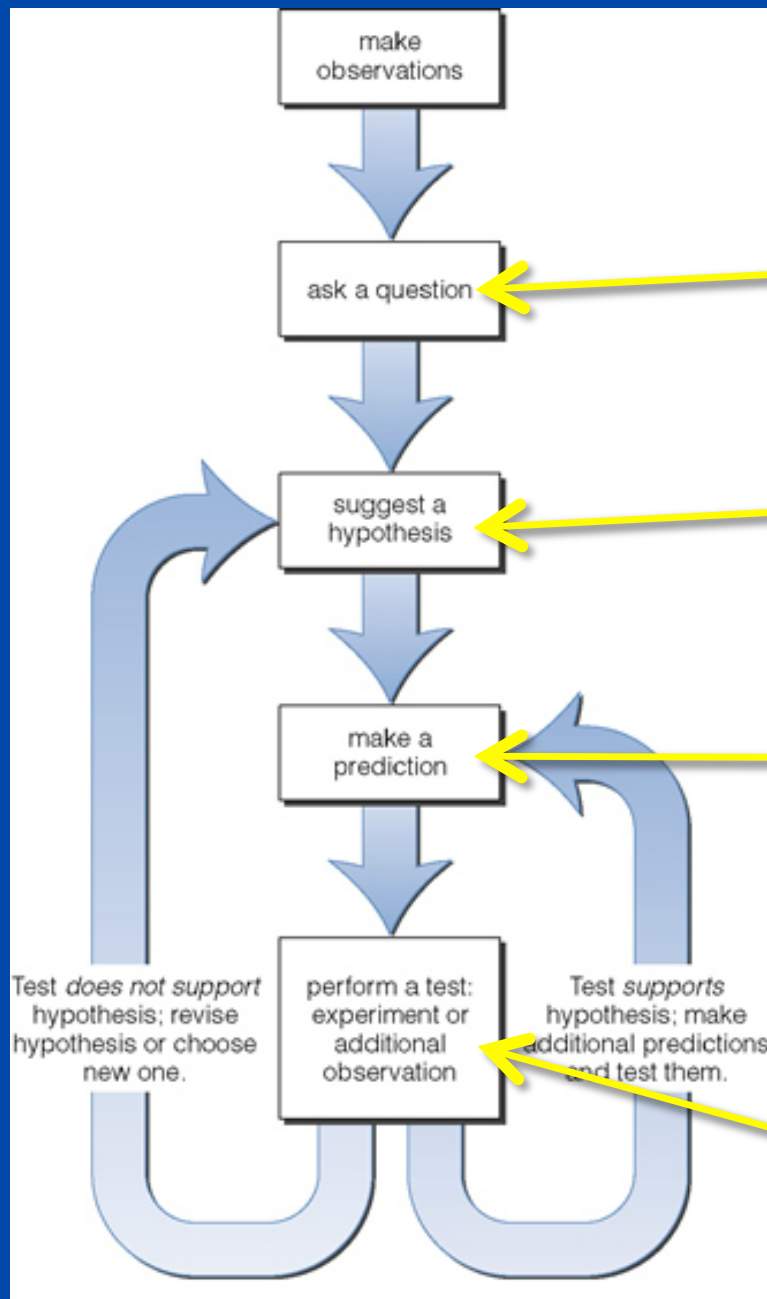 make
observations
ask a question
suggest a
hypothesis
make a
prediction
Test does not support
hypothesis; revise
hypothesis or choose
new one.
perform a test:
experiment or
additional
observation
Test supports
hypothesis; make
additional predictions
and test them.